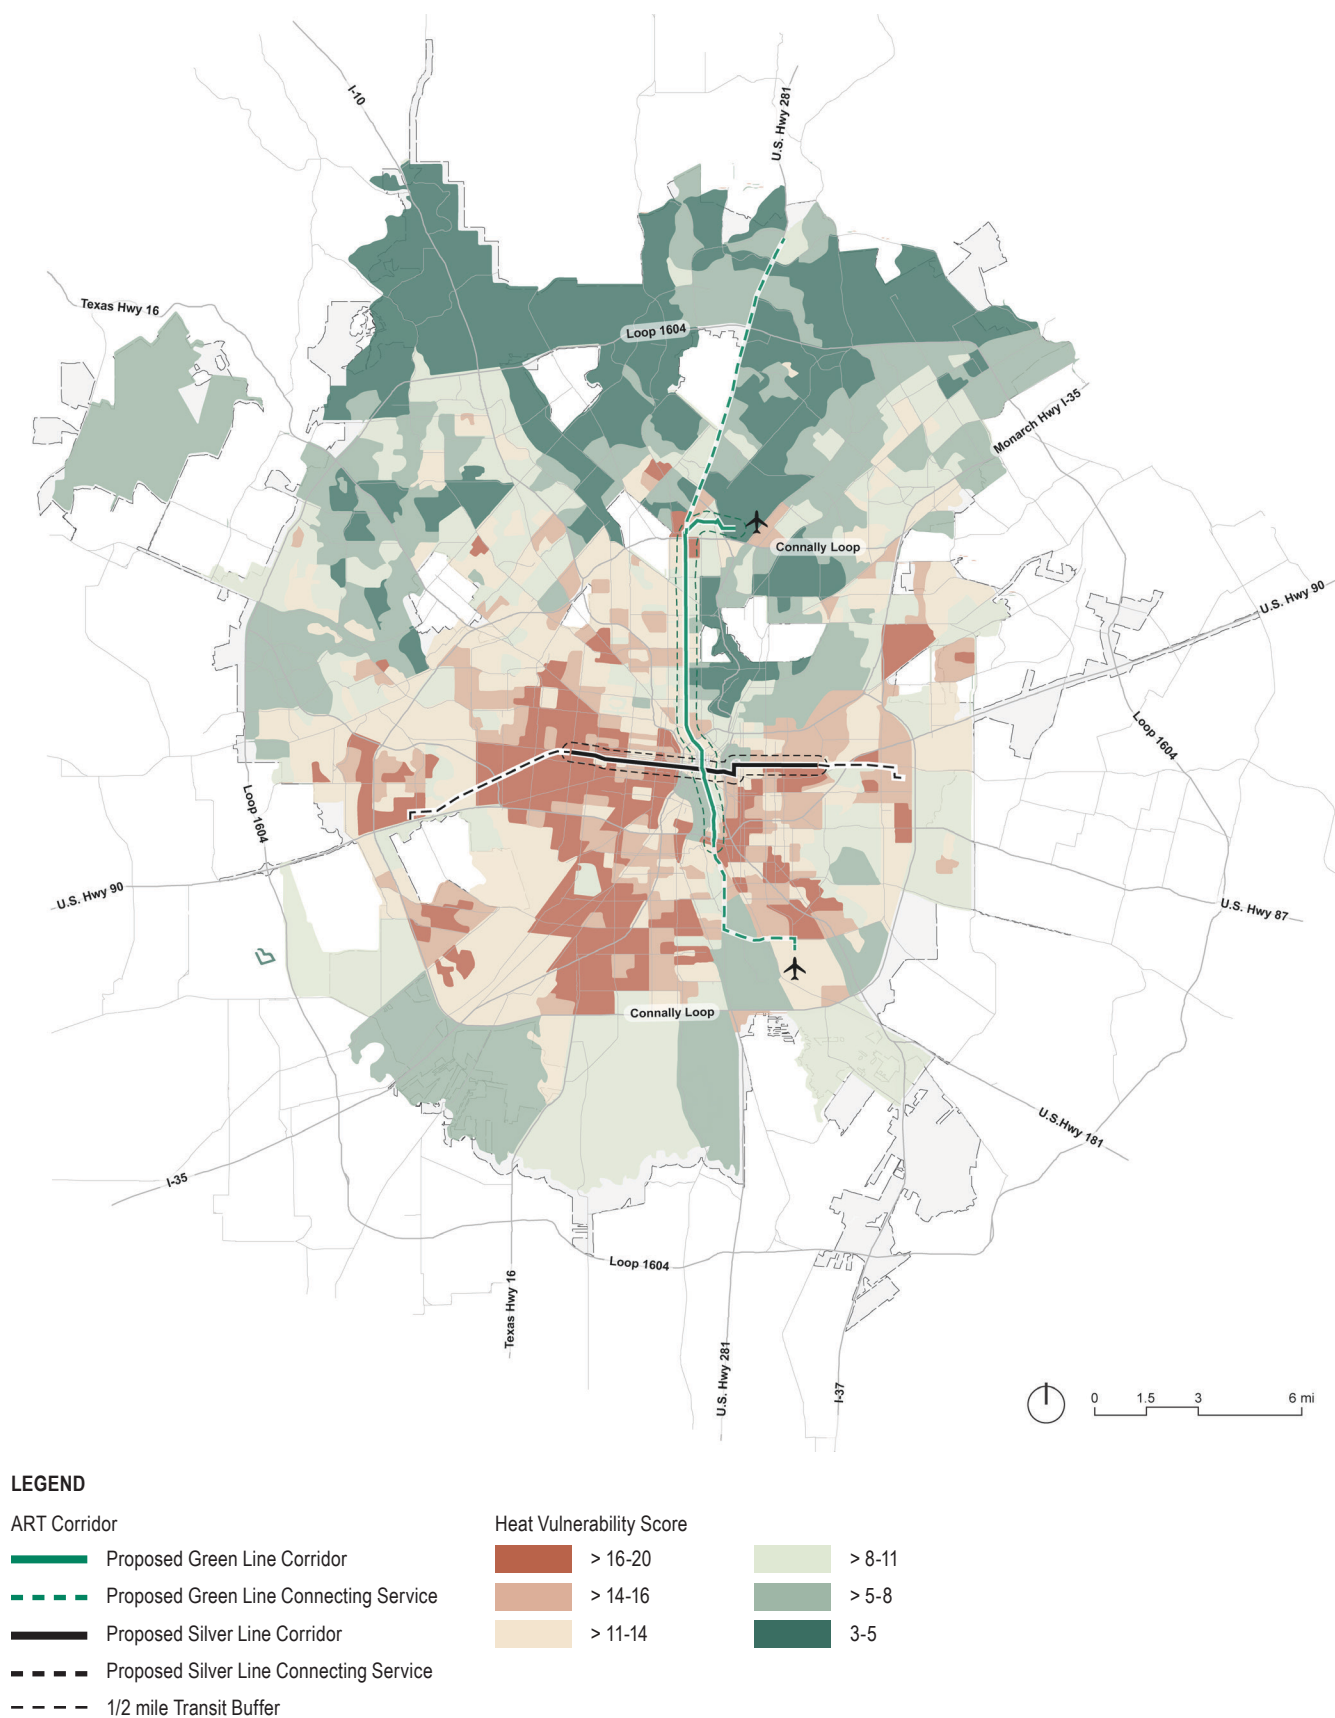 I-10
U.S. Hwy 281
Texas Hwy 16
Loop 1604
Monarch Hwy I-35
Connally Loop
U.S. Hwy 90
Loop 1604
Loop 1604
U.S. Hwy 90
U.S. Hwy 87
Connally Loop
U.S.Hwy 181
I-35
Loop 1604
Texas Hwy 16
U.S. Hwy 281
I-37
0 1.5 3 6 mi
LEGEND
ART Corridor
Proposed Green Line Corridor
Proposed Green Line Connecting Service
Proposed Silver Line Corridor
Proposed Silver Line Connecting Service
1/2 mile Transit Buffer
Heat Vulnerability Score
> 16-20
> 14-16
> 11-14
> 8-11
> 5-8
3-5